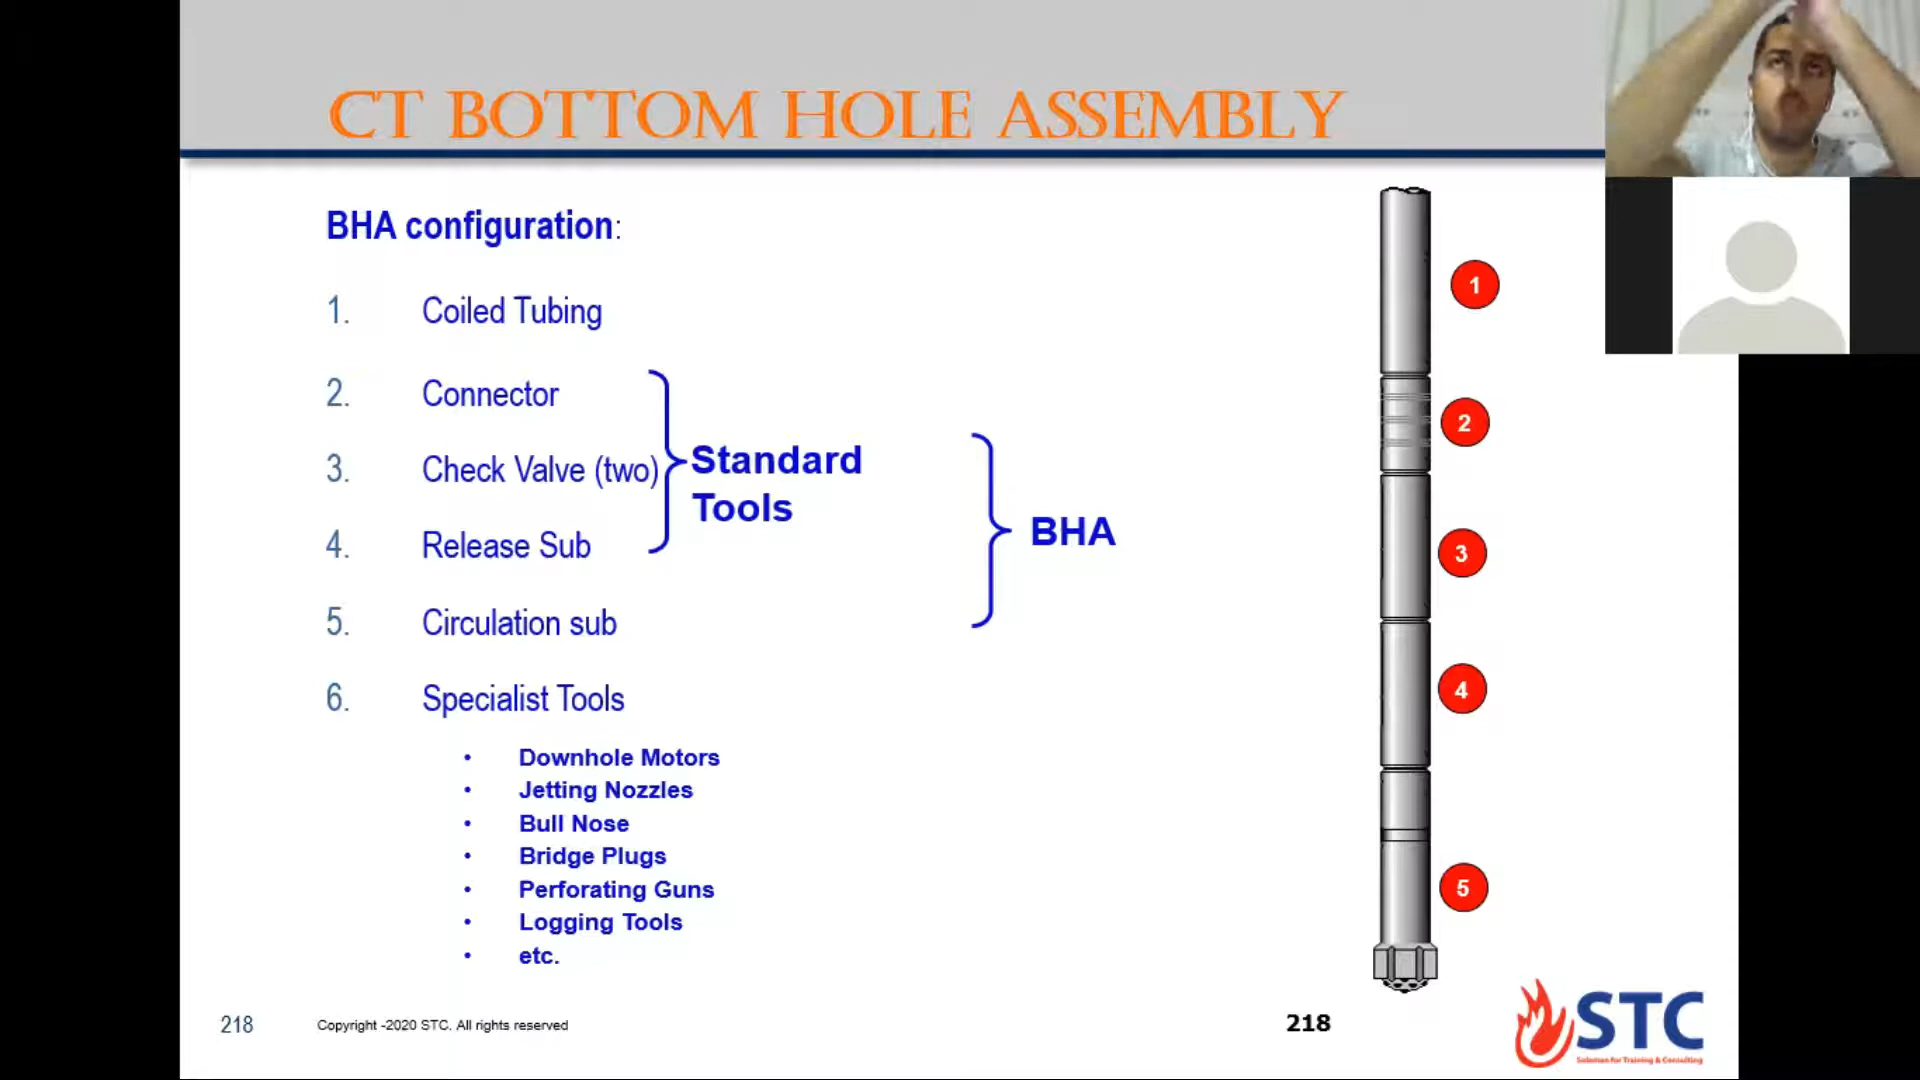 CT BOTTOM HOLE ASSEMBLY
BHA configuration:
1. Coiled Tubing
2. Connector
3. Check Valve (two)
4. Release Sub
5. Circulation sub
6. Specialist Tools
• Downhole Motors
• Jetting Nozzles
• Bull Nose
• Bridge Plugs
• Perforating Guns
• Logging Tools
• etc.
Standard
Tools
BHA
1
2
3
4
5
218
Copyright -2020 STC. All rights reserved
218
STC
Solution for Training & Consulting